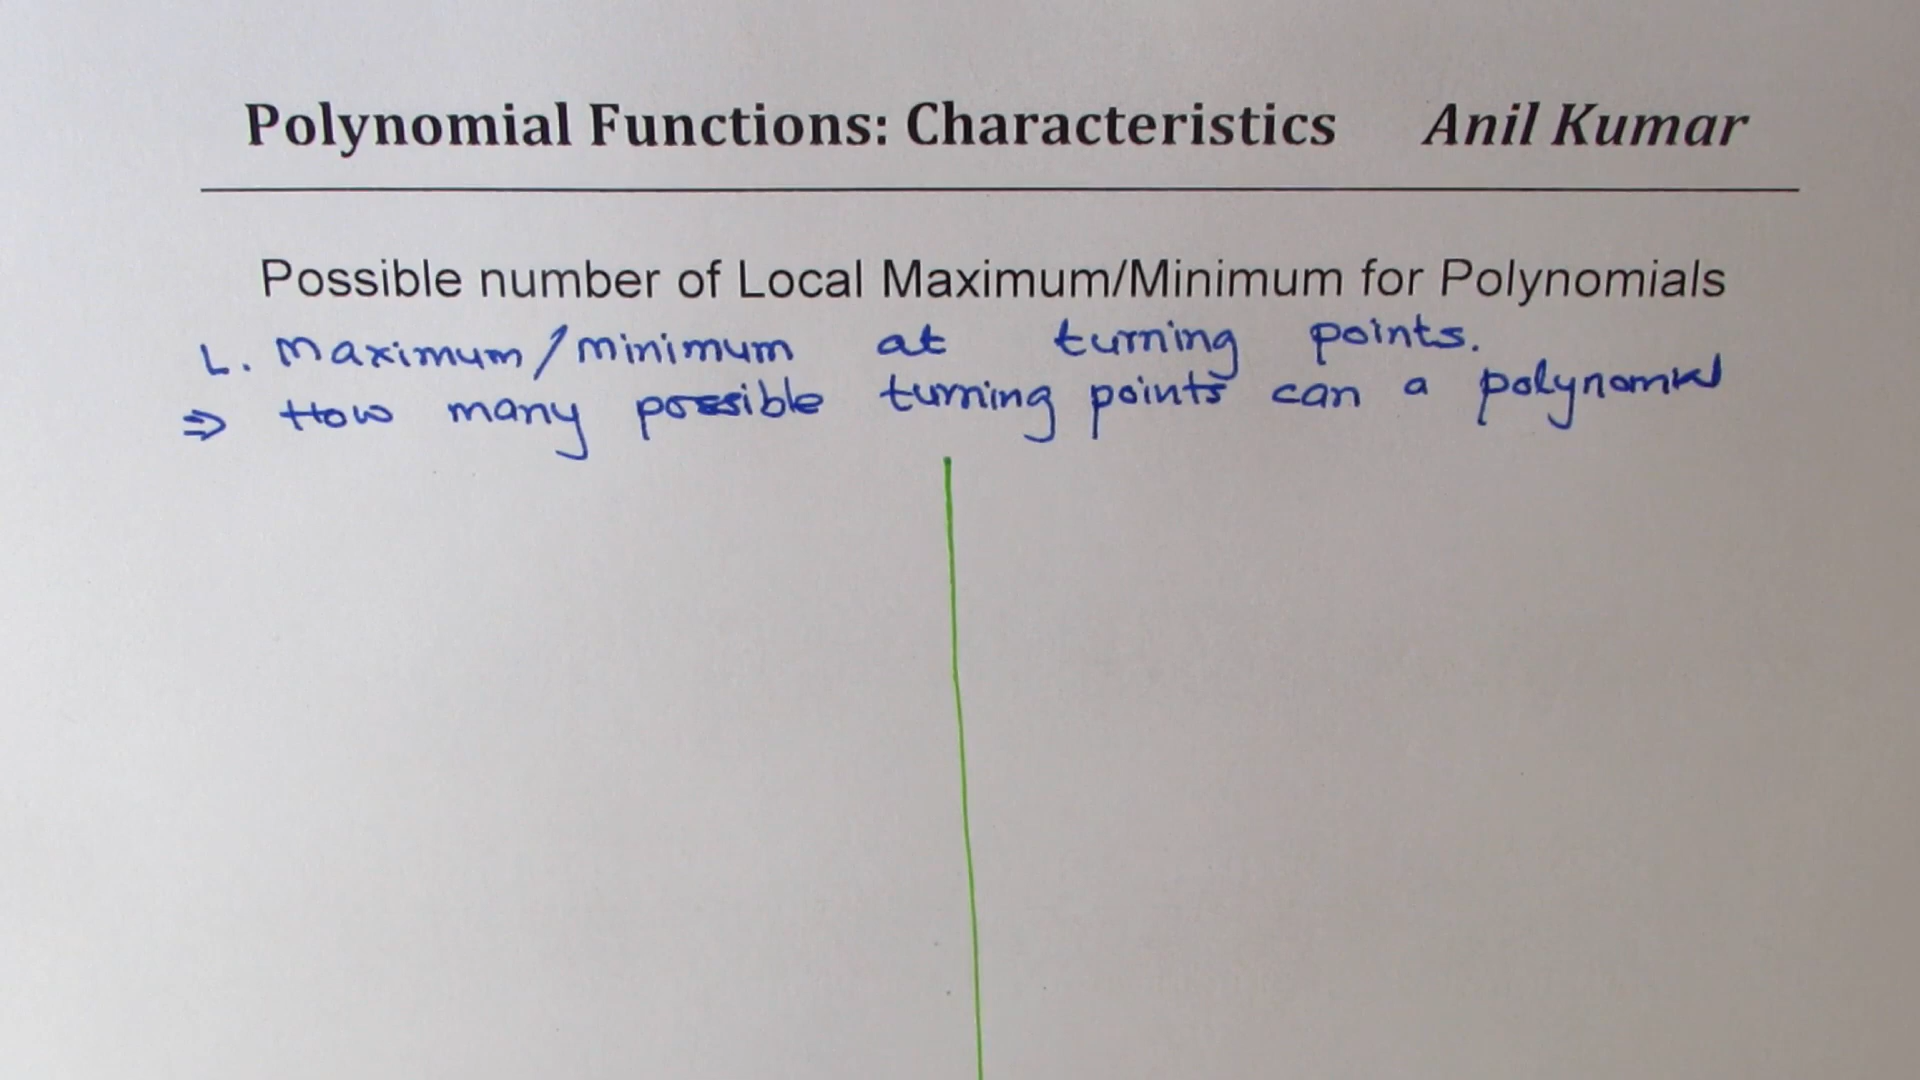 Polynomial Functions: Characteristics Anil Kumar
Possible number of Local Maximum/Minimum for Polynomials
L. Maximum/minimum at turning points.
⇒ How many possible turning points can a polynomial